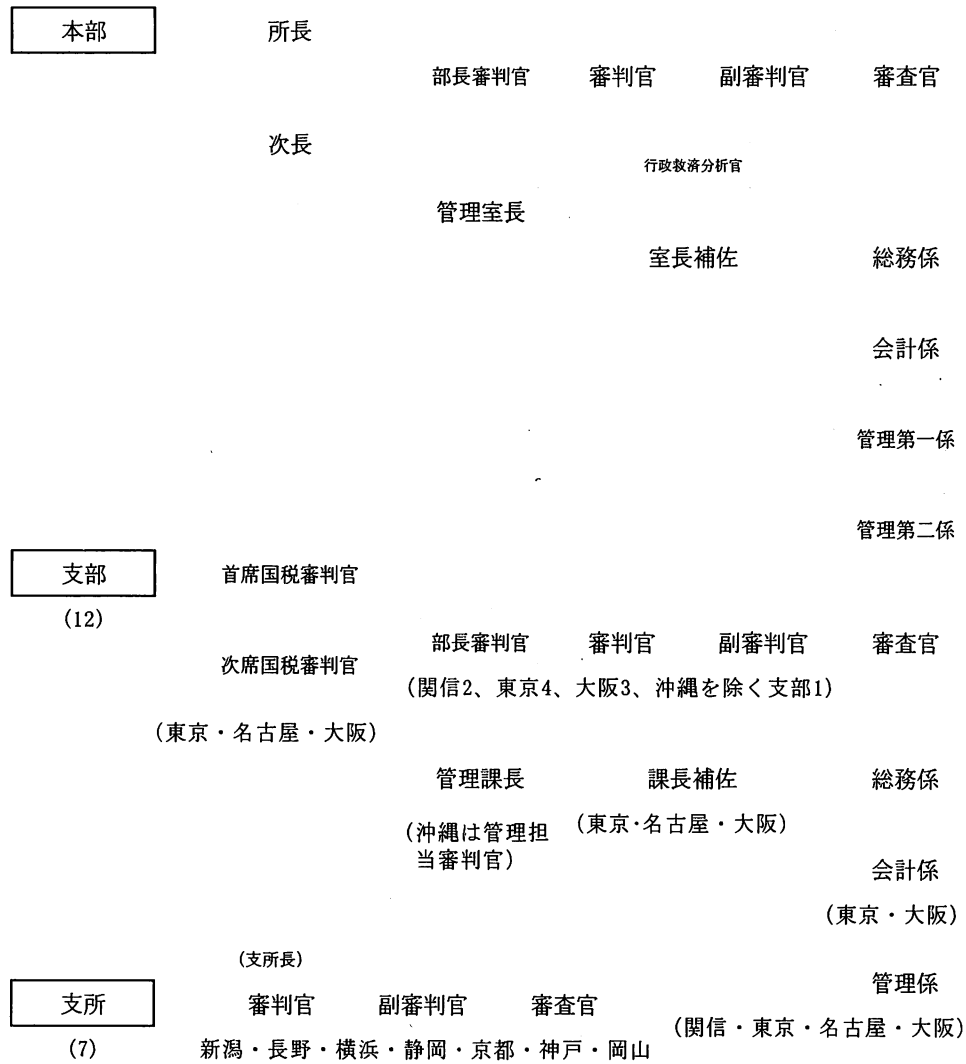 本部 所長
部長審判官 審判官 副審判官 審査官
次長
行政救済分析官
管理室長
室長補佐 総務係
会計係
管理第一係
管理第二係
支部 首席国税審判官
(12)
部長審判官 審判官 副審判官 審査官
次席国税審判官
(関信2、東京4、大阪3、沖縄を除く支部1)
(東京・名古屋・大阪)
管理課長 課長補佐 総務係
(沖縄は管理担 (東京・名古屋・大阪)
当審判官)
会計係
(東京・大阪)
(支所長)
管理係
支所 審判官 副審判官 審査官
(関信・東京・名古屋・大阪)
(7) 新潟・長野・横浜・静岡・京都・神戸・岡山